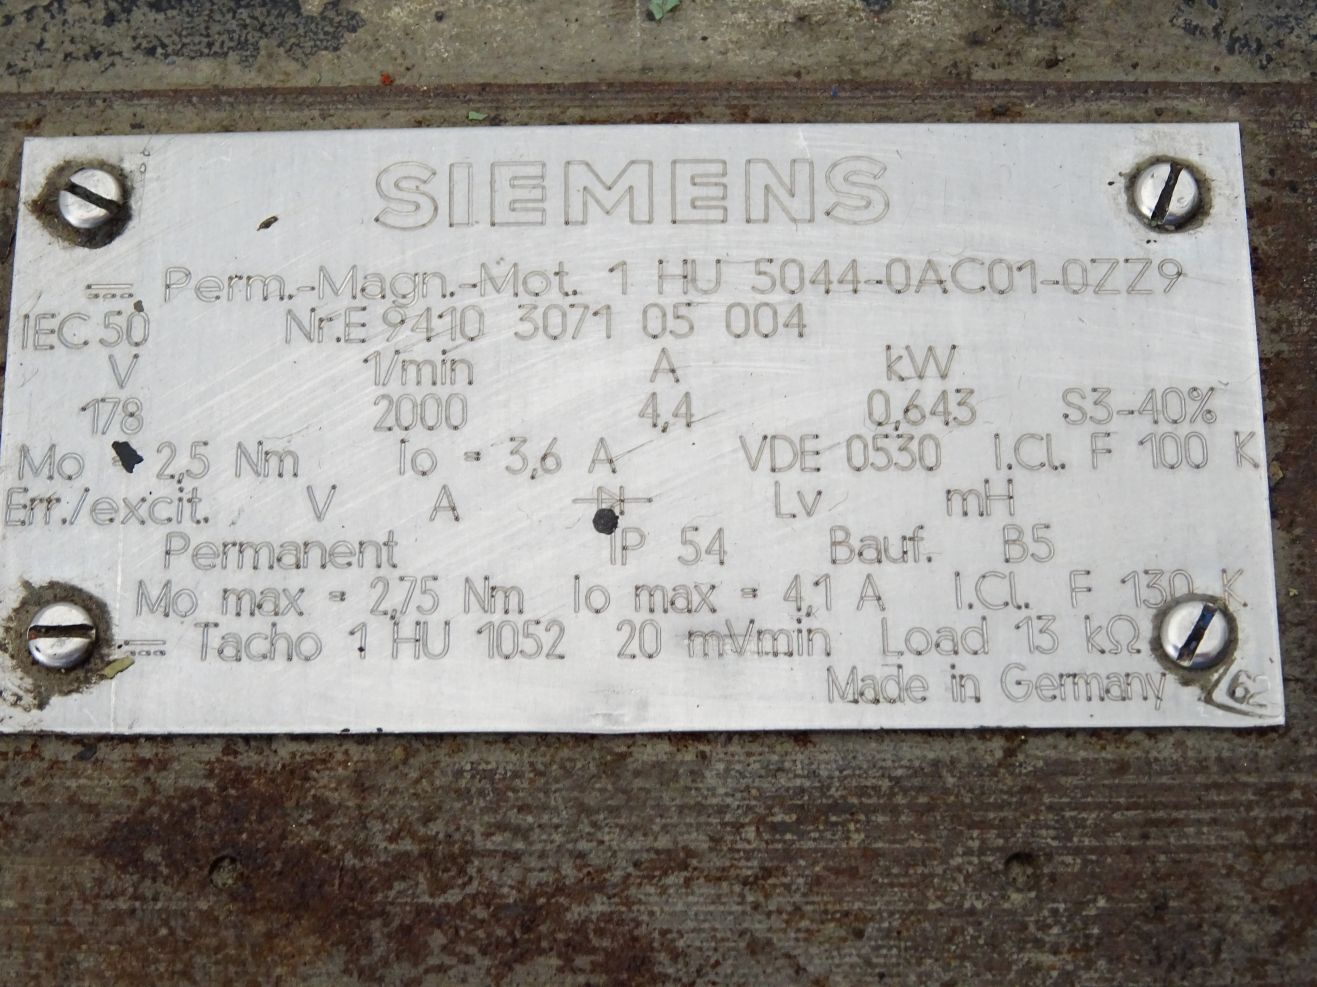 SIEMENS
Perm.-Magn.-Mot. 1 HU 5044-0AC01-0ZZ9
IEC 50 Nr.E 9410 3071 05 004
V 1/min A kW
178 2000 4,4 0,643 S3-40%
Mo = 2,5 Nm Io = 3,6 A VDE 0530 I.Cl. F 100 K
Err./excit. V A Lv mH
Permanent IP 54 Bauf. B5
Mo max = 2,75 Nm Io max = 4,1 A I.Cl. F 130 K.
Tacho 1 HU 1052 20 mVmin Load 13 kΩ
Made in Germany 62